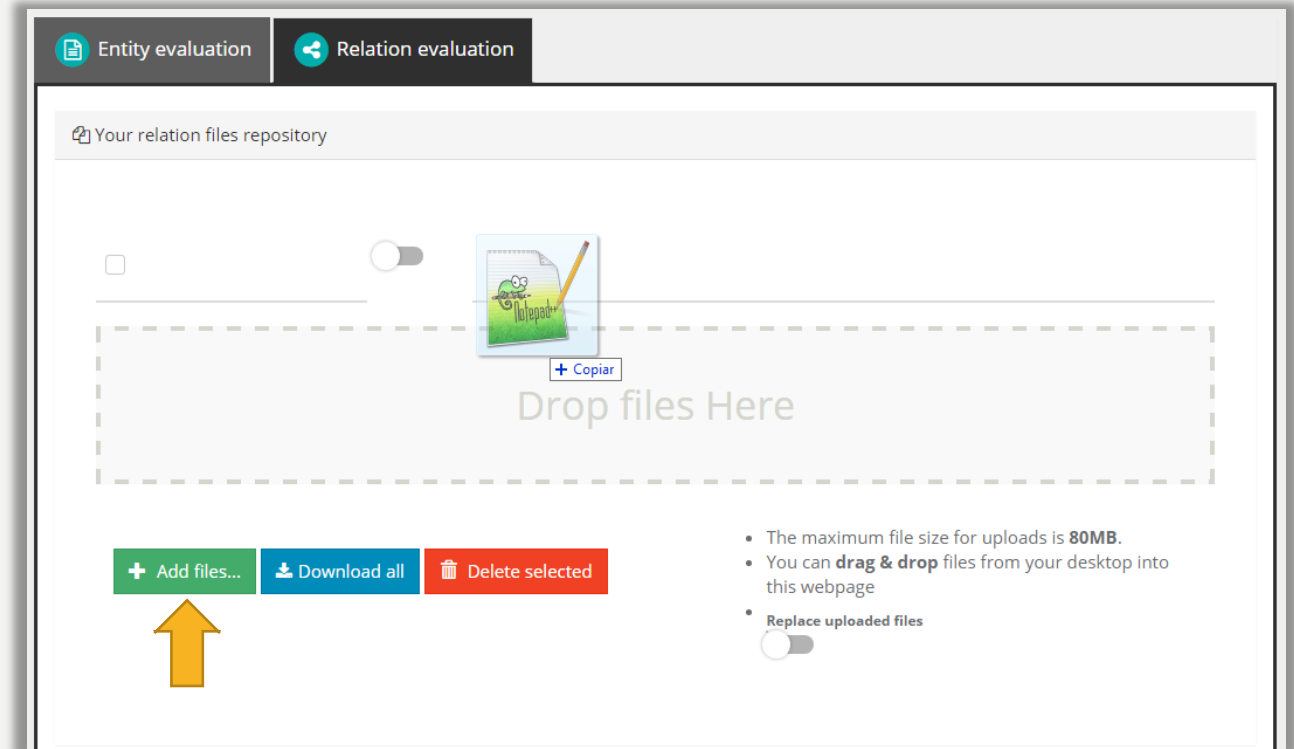 Entity evaluation
Relation evaluation
Your relation files repository
Notepad++
+ Copiar
Drop files Here
+ Add files...
Download all
Delete selected
• The maximum file size for uploads is 80MB.
• You can drag & drop files from your desktop into
this webpage
• Replace uploaded files